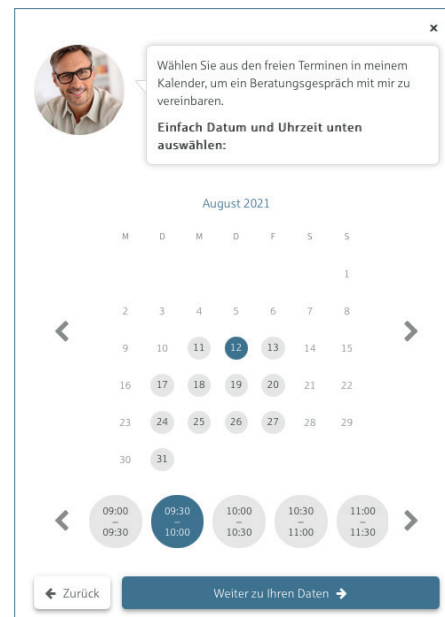 ×
Wählen Sie aus den freien Terminen in meinem
Kalender, um ein Beratungsgespräch mit mir zu
vereinbaren.
Einfach Datum und Uhrzeit unten
auswählen:
August 2021
M D M D F S S
1
2 3 4 5 6 7 8
9 10 11 12 13 14 15
16 17 18 19 20 21 22
23 24 25 26 27 28 29
30 31
09:00 09:30 10:00 10:30 11:00
– – – – –
09:30 10:00 10:30 11:00 11:30
Zurück Weiter zu Ihren Daten